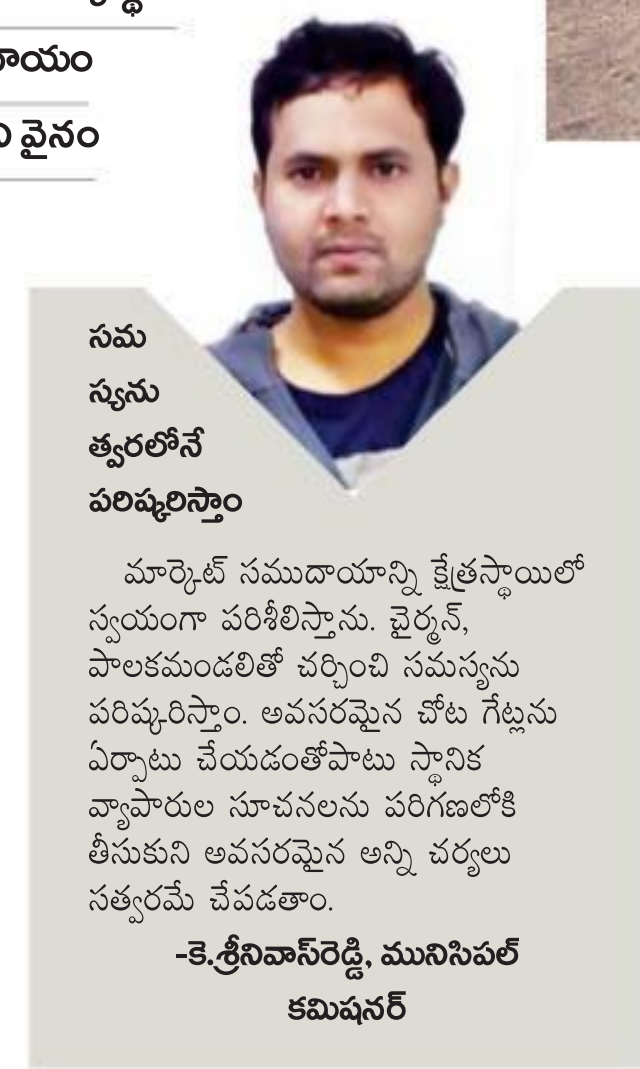 వైనం
సమ
స్యను
త్వరలోనే
పరిష్కరిస్తాం
మార్కెట్ సముదాయాన్ని క్షేత్రస్థాయిలో
స్వయంగా పరిశీలిస్తాను. చైర్మన్,
పాలకమండలితో చర్చించి సమస్యను
పరిష్కరిస్తాం. అవసరమైన చోట గేట్లను
ఏర్పాటు చేయడంతోపాటు స్థానిక
వ్యాపారుల సూచనలను పరిగణలోకి
తీసుకుని అవసరమైన అన్ని చర్యలు
సత్వరమే చేపడతాం.
-కె.శ్రీనివాస్‌రెడ్డి, మునిసిపల్
కమిషనర్